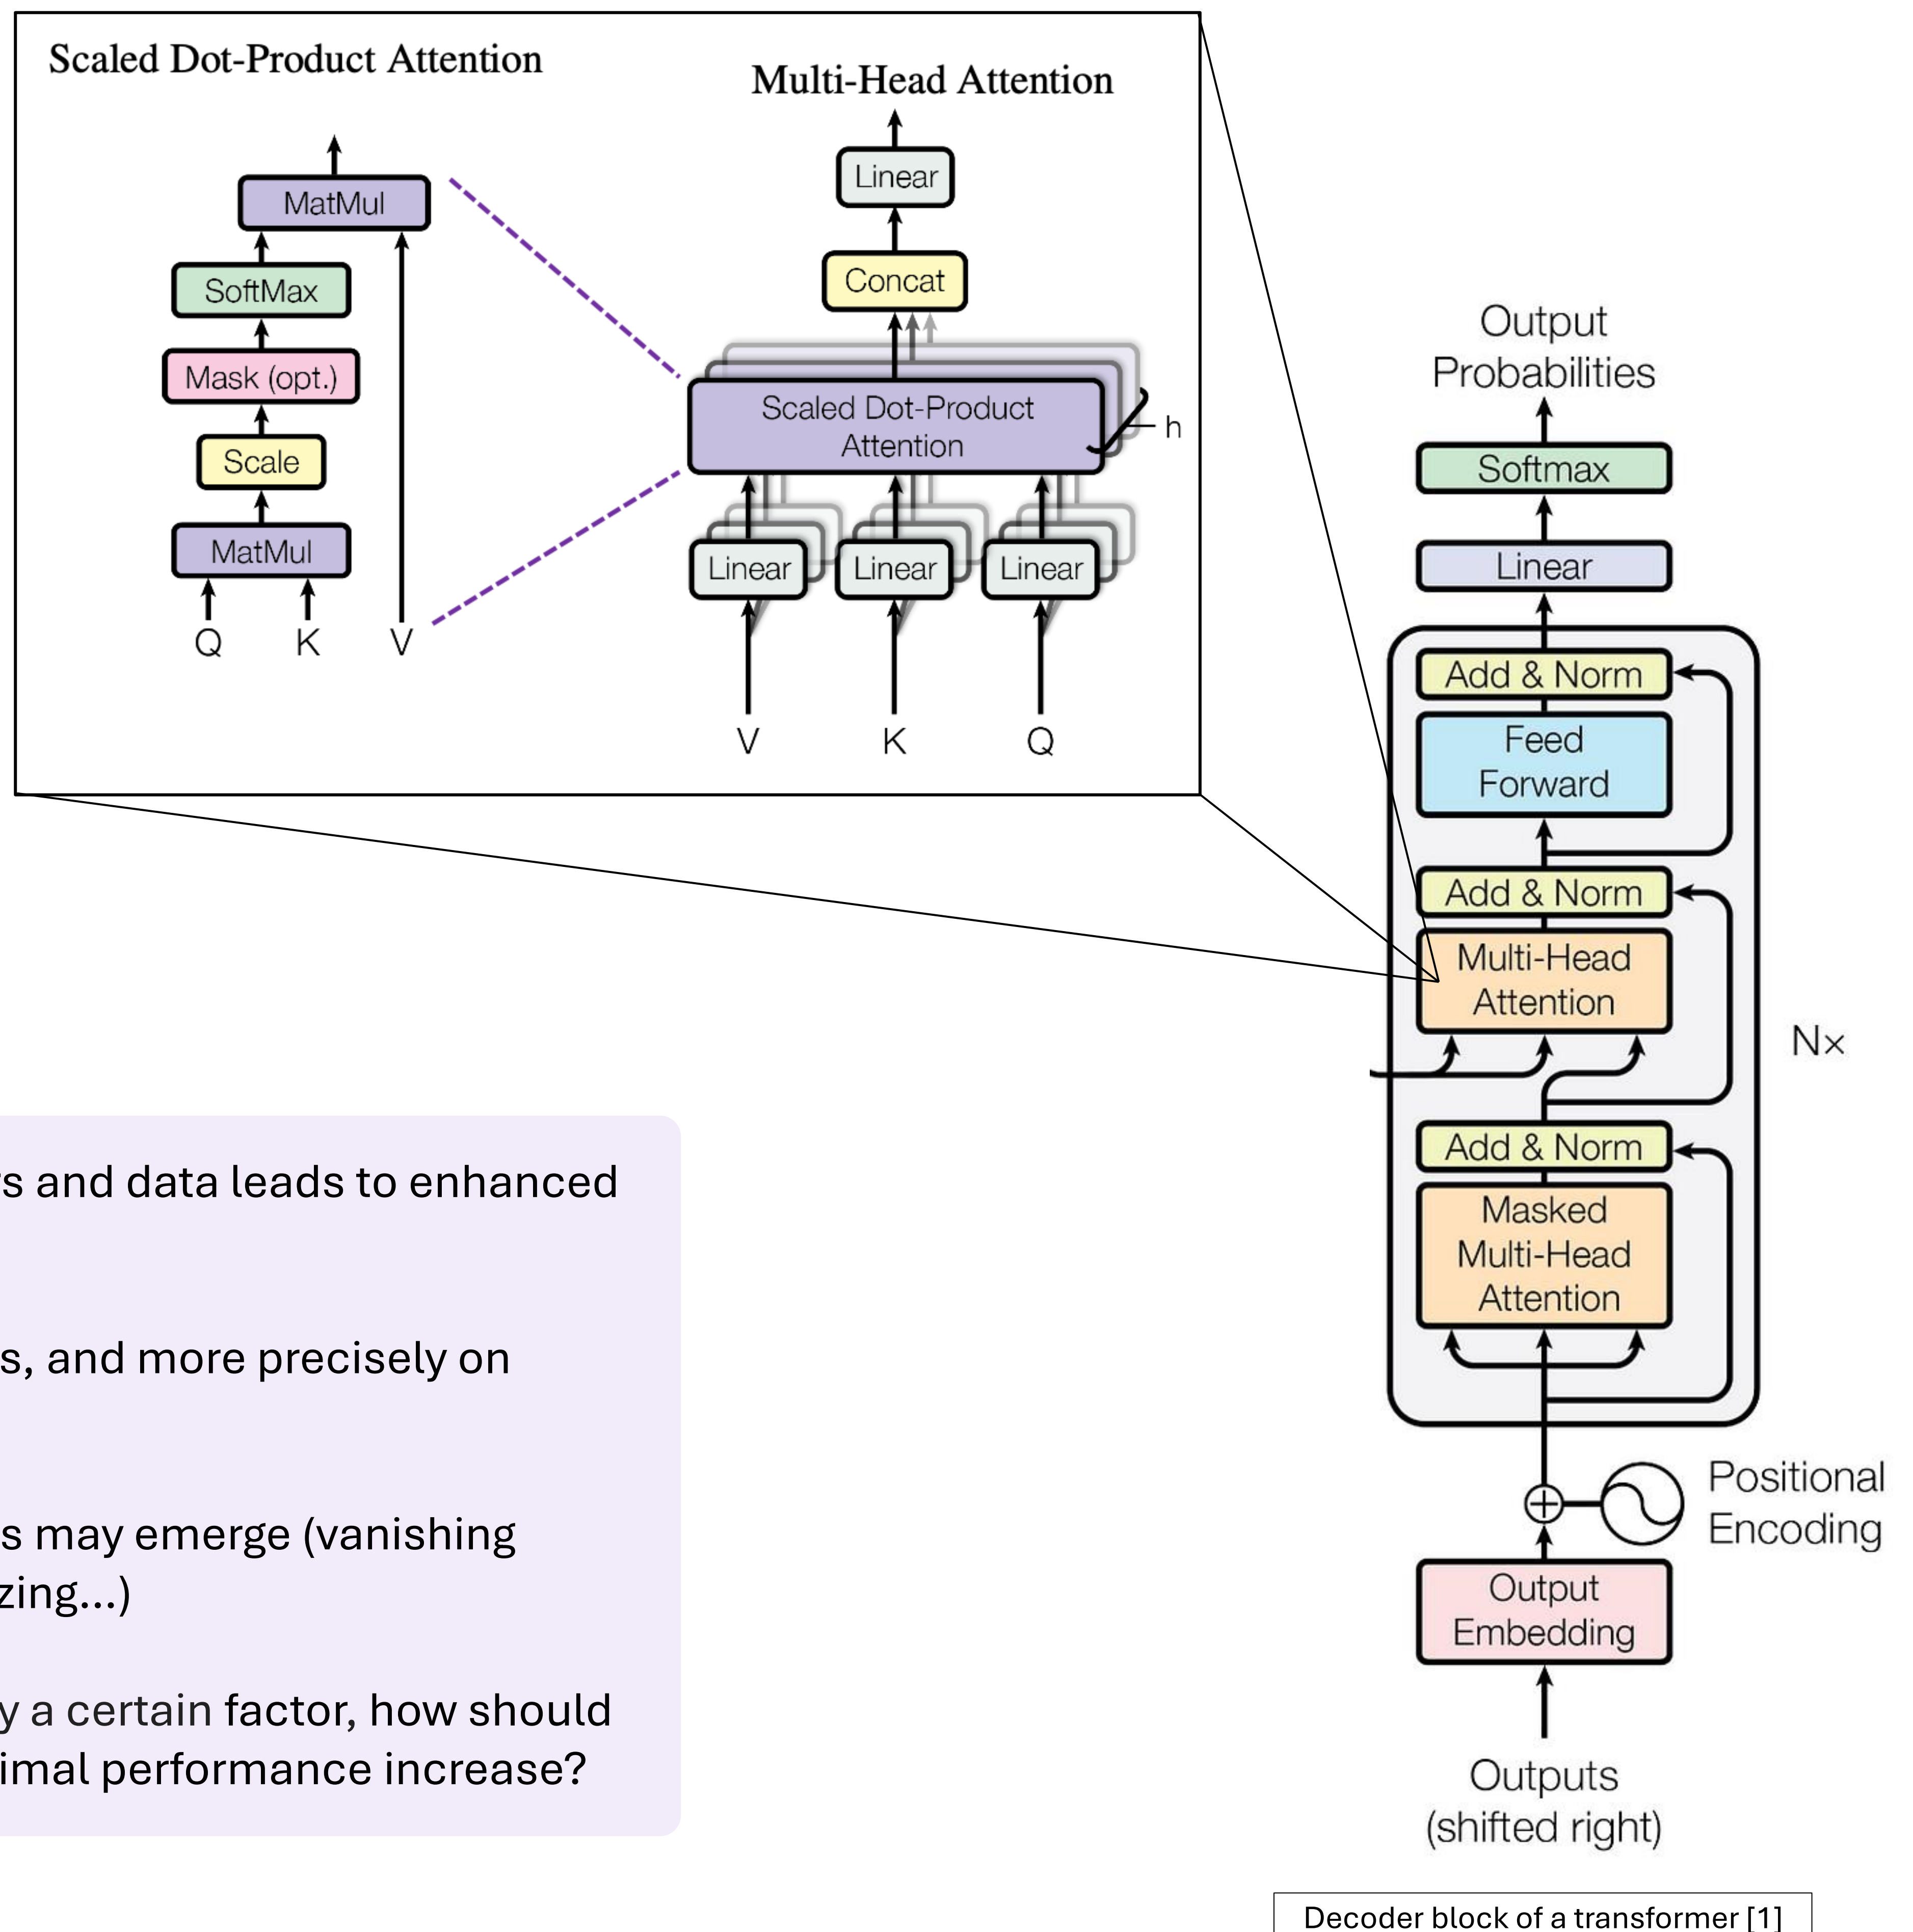 Scaled Dot-Product Attention
MatMul
SoftMax
Mask (opt.)
Scale
MatMul
Q K V
Multi-Head Attention
Linear
Concat
Scaled Dot-Product
Attention
h
Linear Linear Linear
V K Q
Output
Probabilities
Softmax
Linear
Add & Norm
Feed
Forward
Add & Norm
Multi-Head
Attention
N×
Add & Norm
Masked
Multi-Head
Attention
Positional
Encoding
Output
Embedding
Outputs
(shifted right)
Decoder block of a transformer [1]
s and data leads to enhanced
s, and more precisely on
s may emerge (vanishing
zing...)
y a certain factor, how should
imal performance increase?